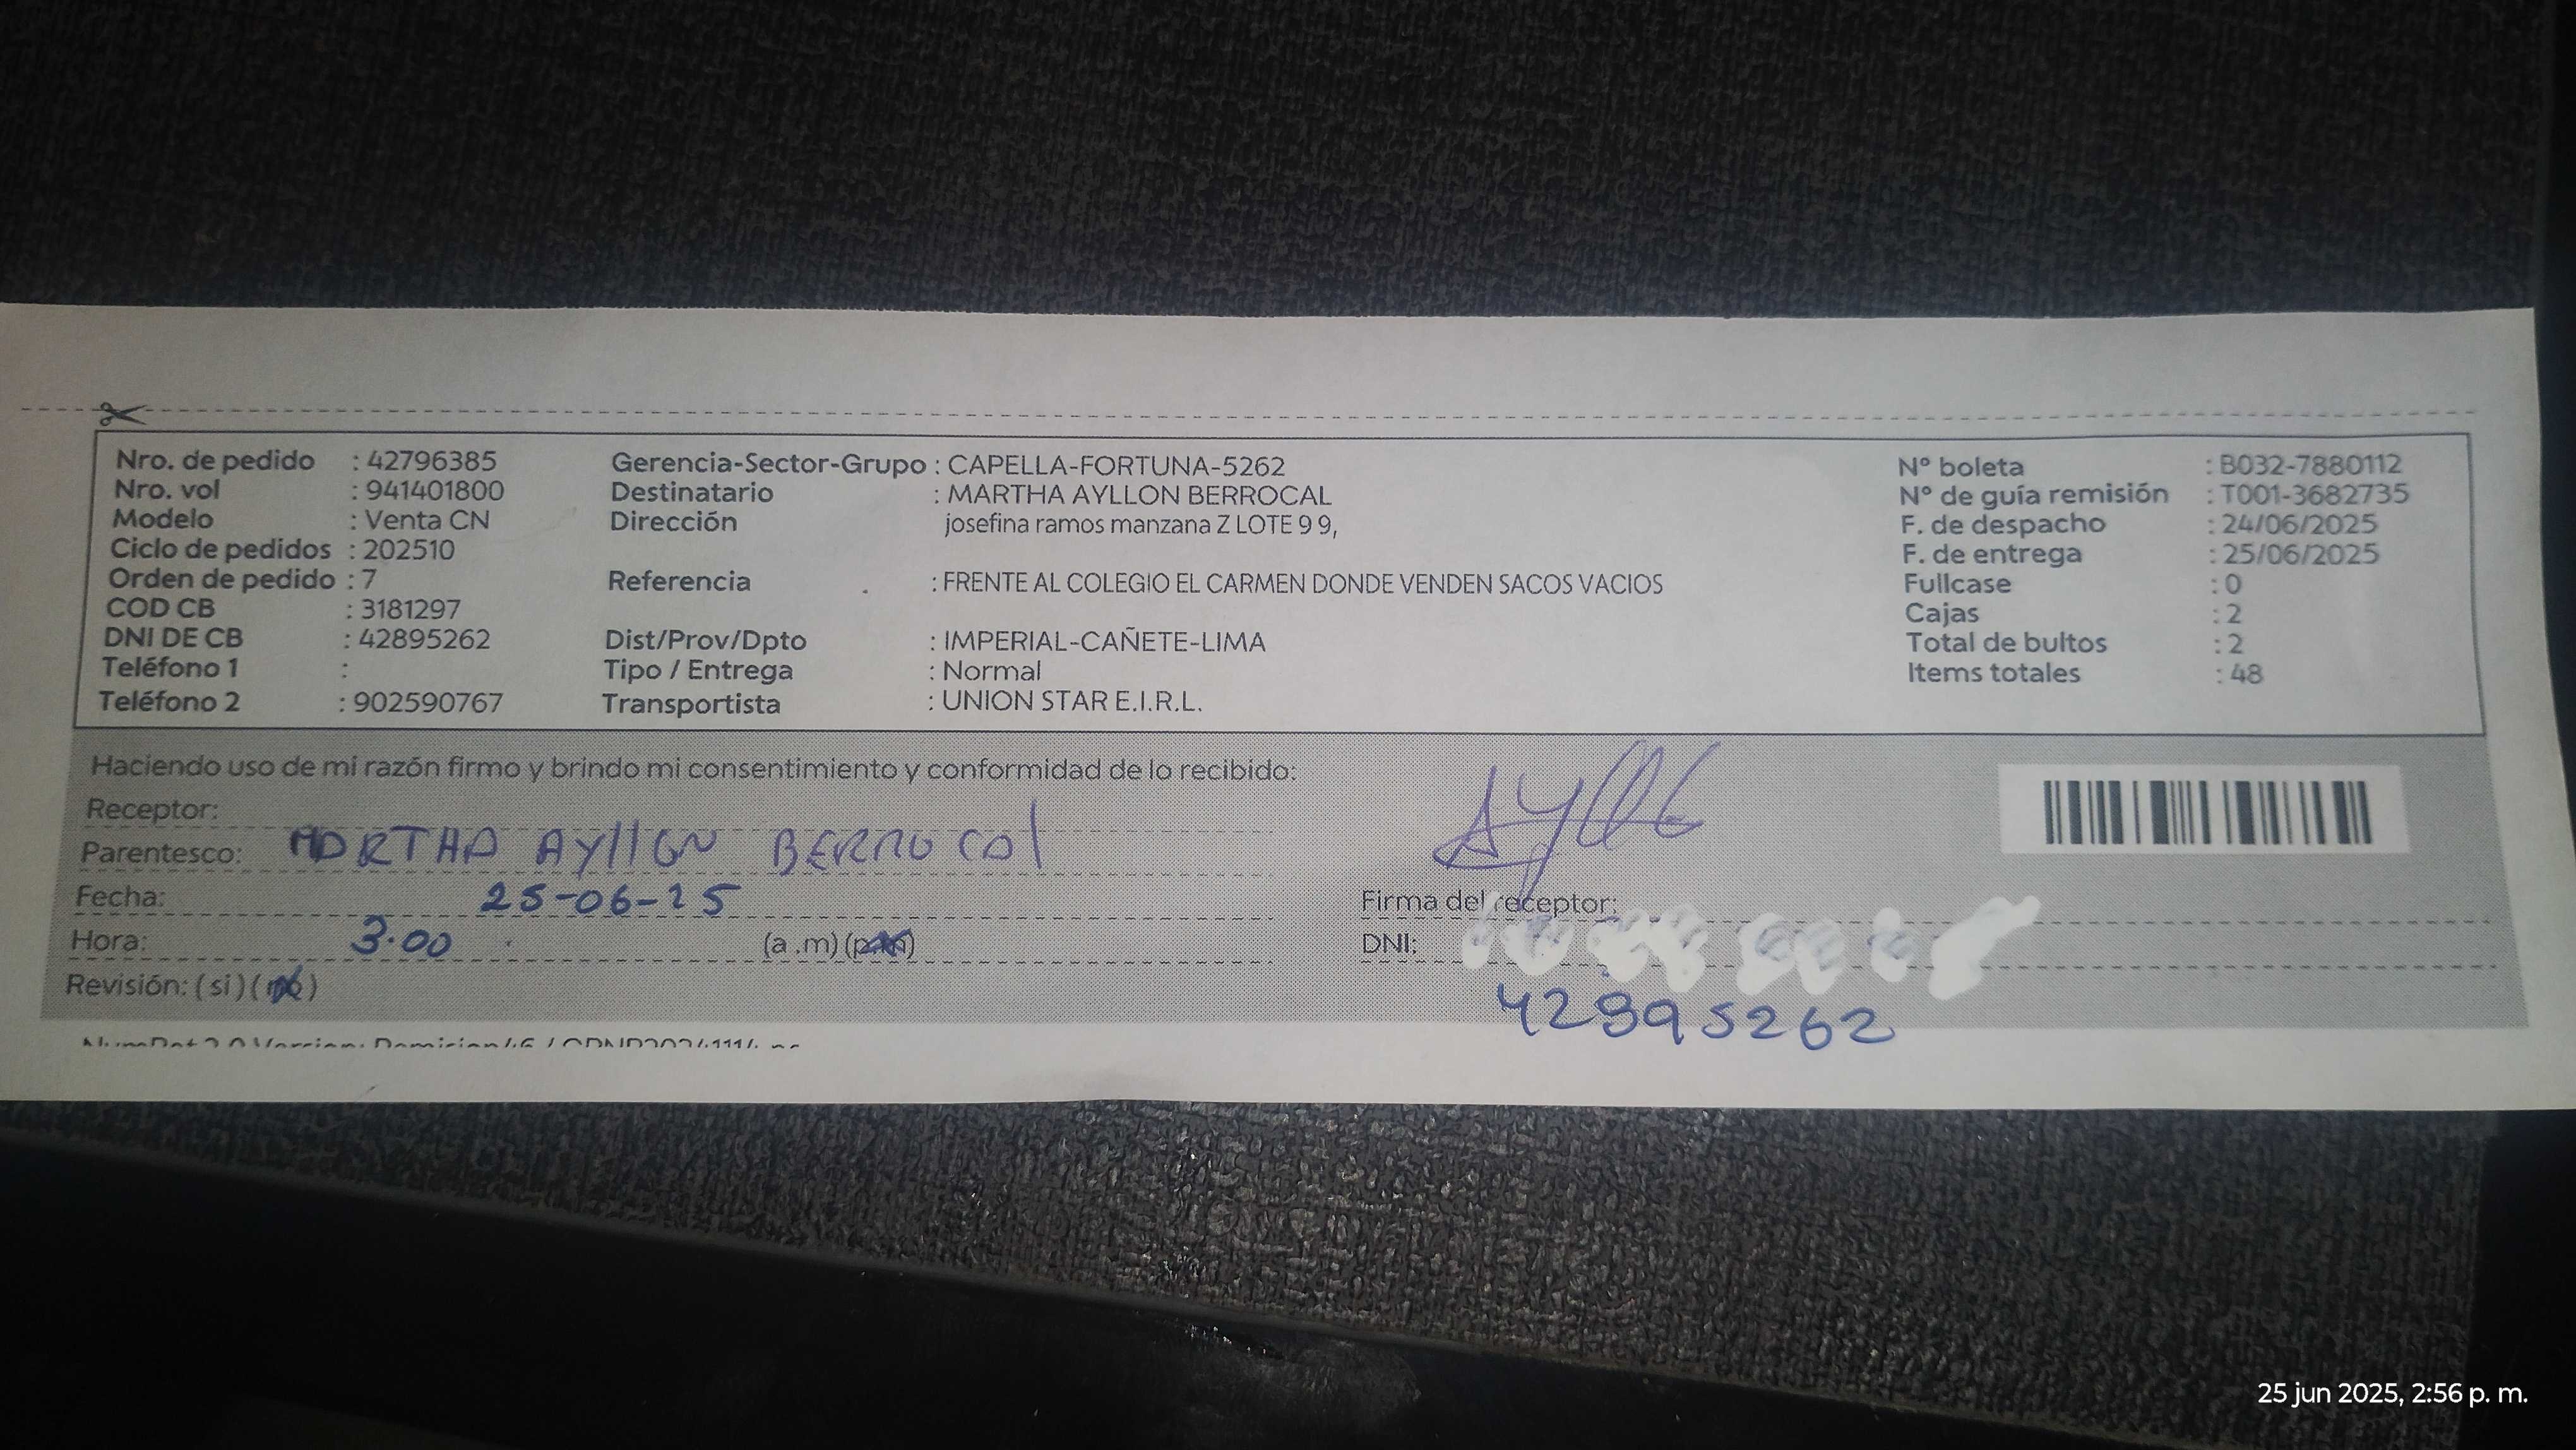 Nro. de pedido : 42796385
Nro. vol : 941401800
Modelo : Venta CN
Ciclo de pedidos : 202510
Orden de pedido : 7
COD CB : 3181297
DNI DE CB : 42895262
Teléfono 1 :
Teléfono 2 : 902590767
Gerencia-Sector-Grupo : CAPELLA-FORTUNA-5262
Destinatario : MARTHA AYLLON BERROCAL
Dirección josefina ramos manzana Z LOTE 9 9,
Referencia : FRENTE AL COLEGIO EL CARMEN DONDE VENDEN SACOS VACIOS
Dist/Prov/Dpto : IMPERIAL-CAÑETE-LIMA
Tipo / Entrega : Normal
Transportista : UNION STAR E.I.R.L.
N° boleta : B032-7880112
N° de guía remisión : T001-3682735
F. de despacho : 24/06/2025
F. de entrega : 25/06/2025
Fullcase : 0
Cajas : 2
Total de bultos : 2
Items totales : 48
Haciendo uso de mi razón firmo y brindo mi consentimiento y conformidad de lo recibido:
Receptor:
Parentesco: MARTHA AYllON BERROCAl
Fecha: 25-06-25
Hora: 3.00 (a .m) (p.m)
Revisión: ( si ) ( no )
Firma del receptor:
DNI:
42895262
25 jun 2025, 2:56 p. m.